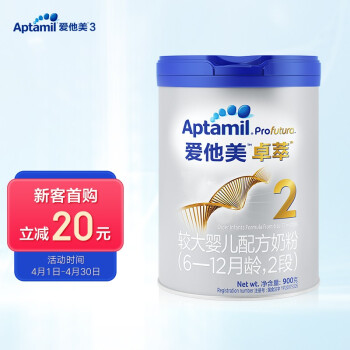 Aptamil 爱他美 3
新客首购
立减20元
活动时间
4月1日-4月30日
Aptamil Profutura
爱他美 卓萃
2
较大婴儿配方奶粉
(6—12月龄,2段)
Net wt. 净含量: 900克